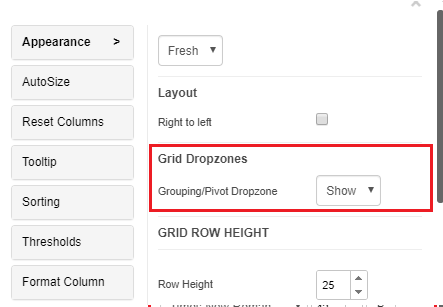 Appearance >
AutoSize
Reset Columns
Tooltip
Sorting
Thresholds
Format Column
Fresh
Layout
Right to left
Grid Dropzones
Grouping/Pivot Dropzone Show
GRID ROW HEIGHT
Row Height 25